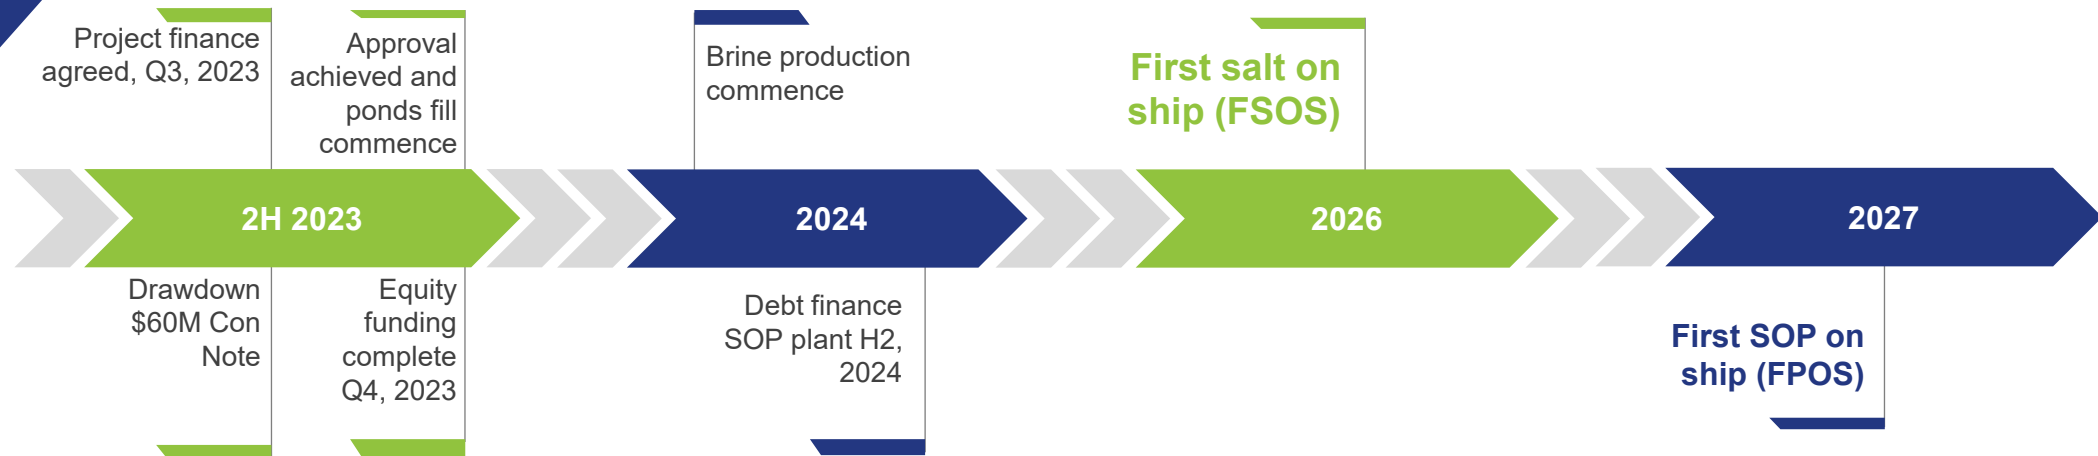 Project finance
agreed, Q3, 2023
Approval
achieved and
ponds fill
commence
Brine production
commence
First salt on
ship (FSOS)
2H 2023
2024
2026
2027
Drawdown
$60M Con
Note
Equity
funding
complete
Q4, 2023
Debt finance
SOP plant H2,
2024
First SOP on
ship (FPOS)